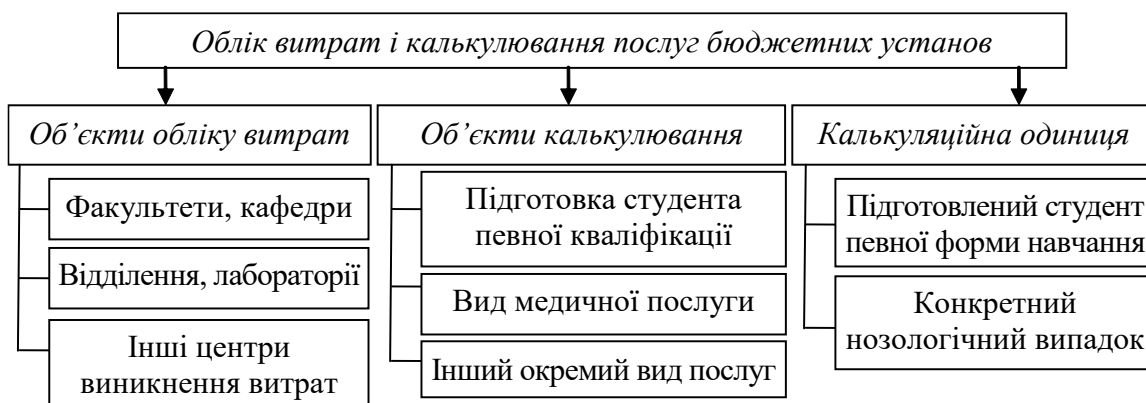 Облік витрат і калькулювання послуг бюджетних установ
Об’єкти обліку витрат
Факультети, кафедри
Відділення, лабораторії
Інші центри
виникнення витрат
Об’єкти калькулювання
Підготовка студента
певної кваліфікації
Вид медичної послуги
Інший окремий вид послуг
Калькуляційна одиниця
Підготовлений студент
певної форми навчання
Конкретний
нозологічний випадок